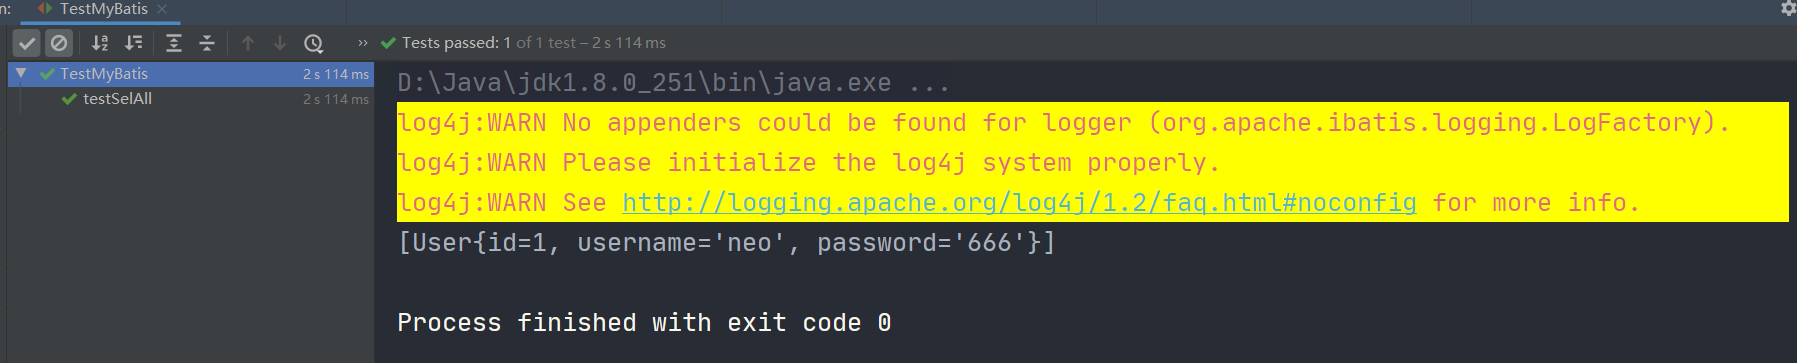 n: TestMyBatis
Tests passed: 1 of 1 test – 2 s 114 ms
TestMyBatis 2 s 114 ms
testSelAll 2 s 114 ms
D:\Java\jdk1.8.0_251\bin\java.exe ...
log4j:WARN No appenders could be found for logger (org.apache.ibatis.logging.LogFactory).
log4j:WARN Please initialize the log4j system properly.
log4j:WARN See http://logging.apache.org/log4j/1.2/faq.html#noconfig for more info.
[User{id=1, username='neo', password='666'}]
Process finished with exit code 0